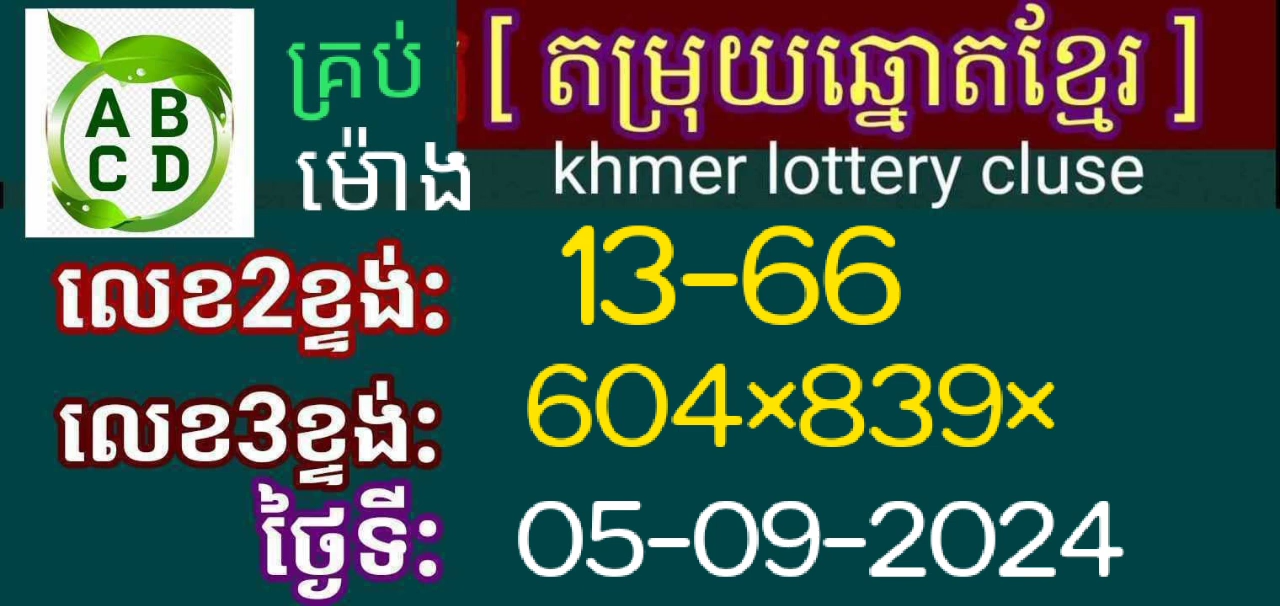 A B
C D
គ្រប់
ម៉ោង
[ តម្រុយឆ្នោតខ្មែរ ]
khmer lottery cluse
លេខ2ខ្ទង់: 13-66
លេខ3ខ្ទង់: 604×839×
ថ្ងៃទី: 05-09-2024